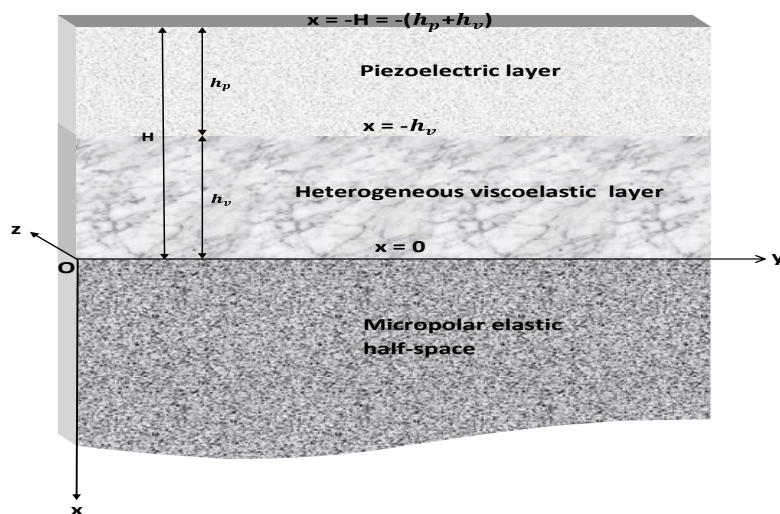 x = -H = -(hₚ+hᵥ)
Piezoelectric layer
hₚ
x = -hᵥ
H
Heterogeneous viscoelastic layer
hᵥ
z
x = 0
O
y
Micropolar elastic
half-space
x